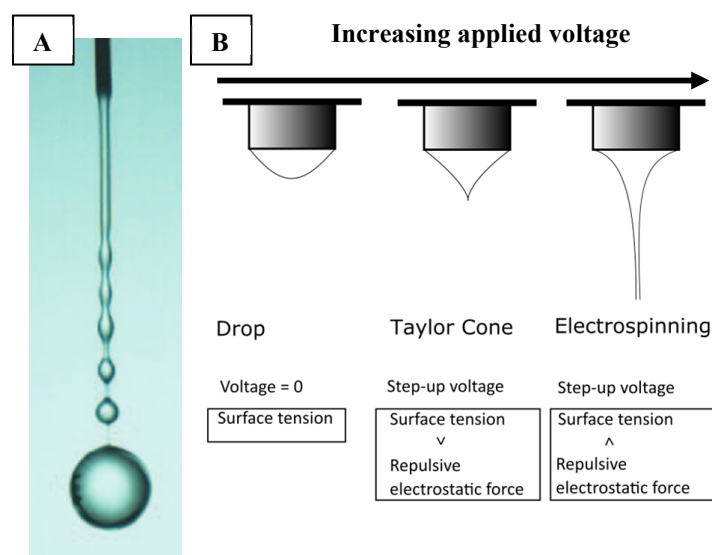 A
B
Increasing applied voltage
Drop
Taylor Cone
Electrospinning
Voltage = 0
Step-up voltage
Step-up voltage
Surface tension
Surface tension
˅
Repulsive
electrostatic force
Surface tension
˄
Repulsive
electrostatic force